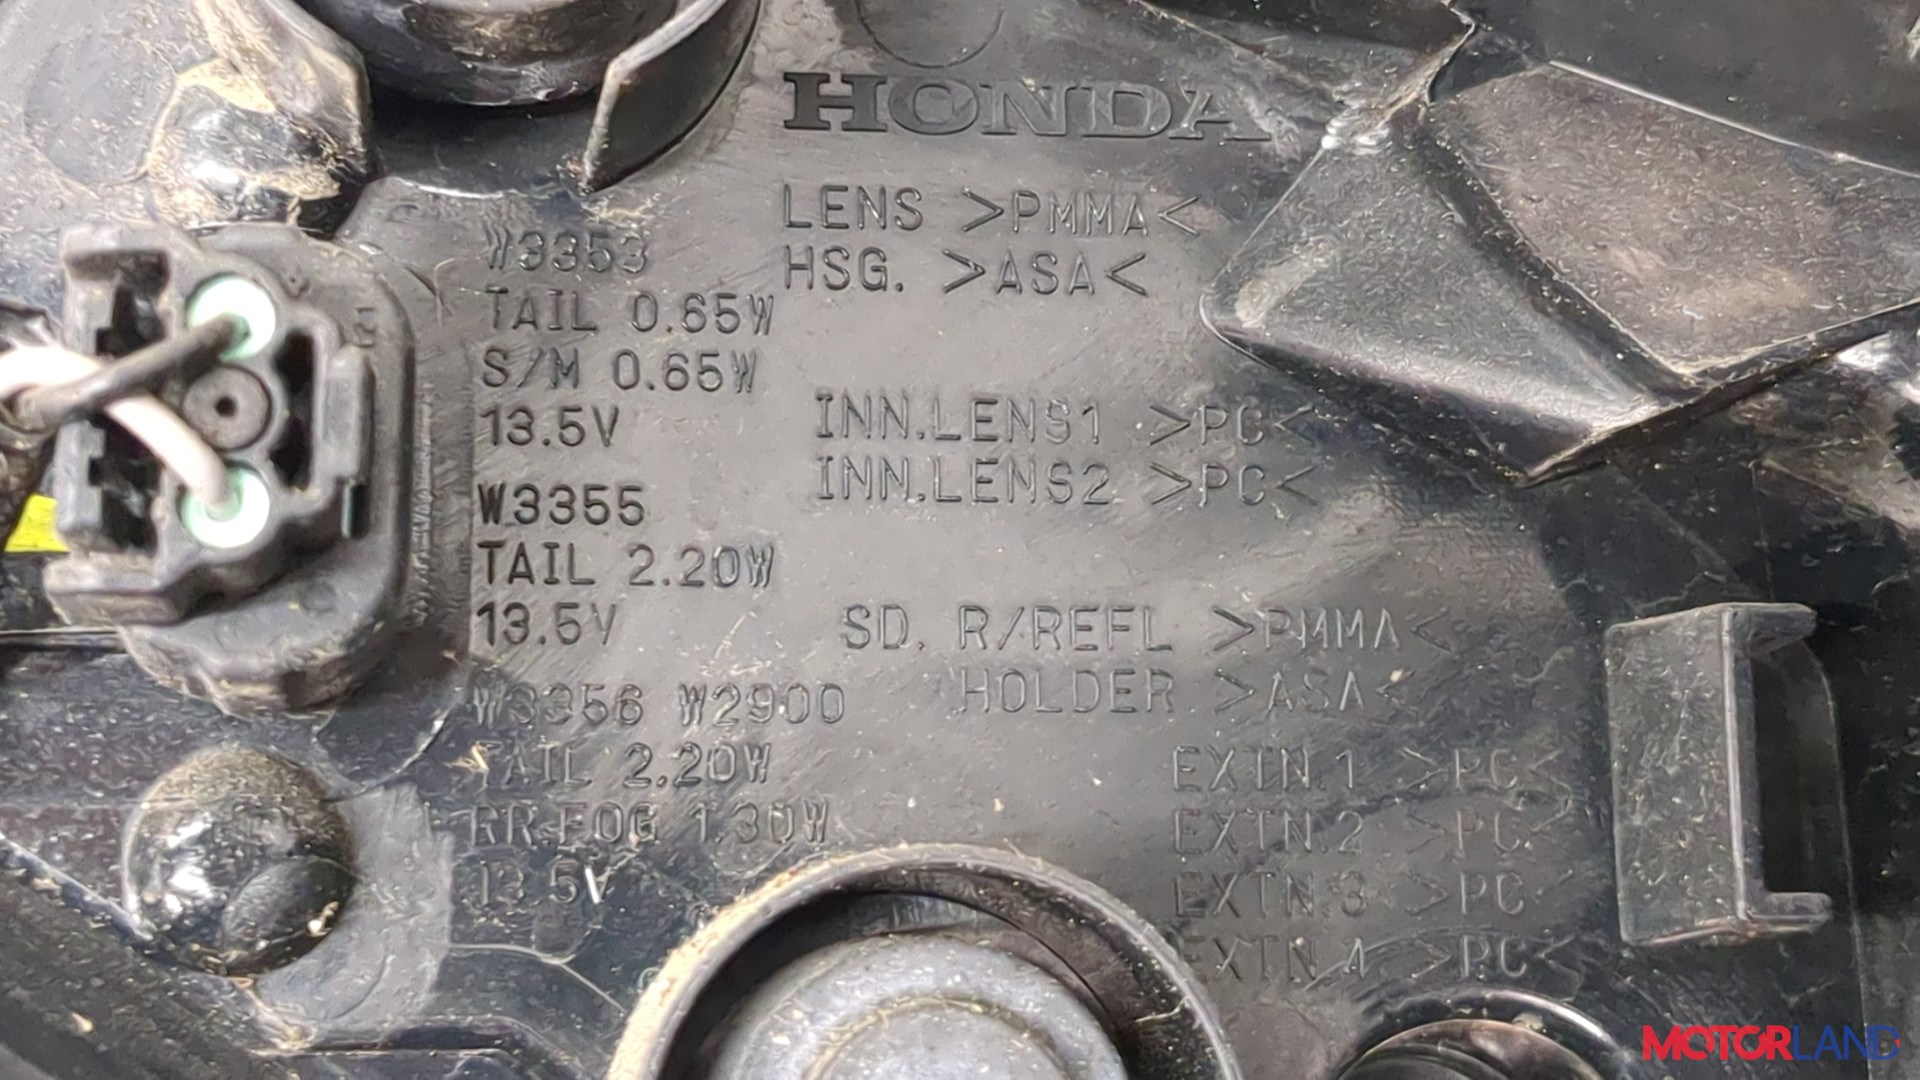 HONDA
LENS >PMMA<
HSG. >ASA<
W3353
TAIL 0.65W
S/M 0.65W
13.5V
INN.LENS1 >PC<
INN.LENS2 >PC<
W3355
TAIL 2.20W
13.5V
SD. R/REFL >PMMA<
HOLDER >ASA<
W3356 W2900
TAIL 2.20W
RR.FOG 1.30W
13.5V
EXTN.1 >PC<
EXTN.2 >PC<
EXTN.3 >PC<
EXTN.4 >PC<
MOTORLAND